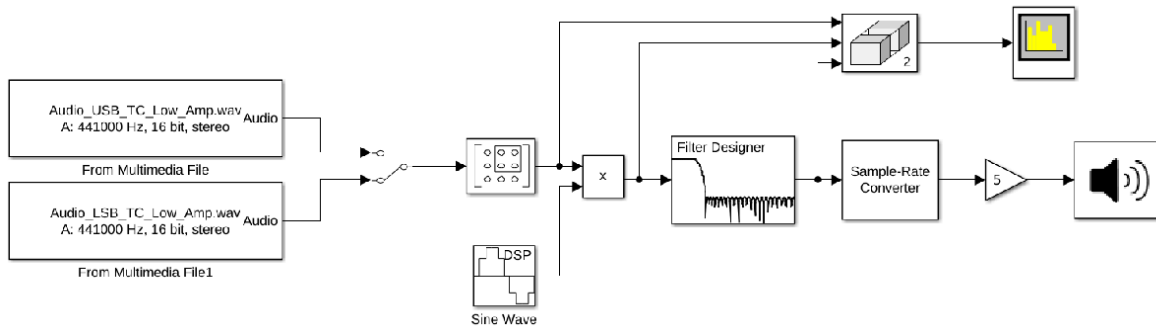 Audio_USB_TC_Low_Amp.wav
A: 441000 Hz, 16 bit, stereo
Audio
From Multimedia File
Audio_LSB_TC_Low_Amp.wav
A: 441000 Hz, 16 bit, stereo
Audio
From Multimedia File1
DSP
Sine Wave
x
2
Filter Designer
Sample-Rate
Converter
5